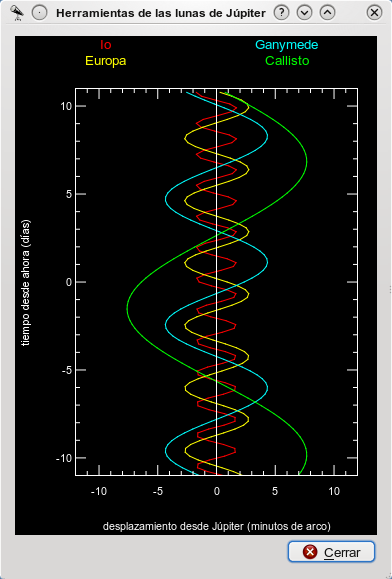 Herramientas de las lunas de Júpiter
Io
Ganymede
Europa
Callisto
10
5
0
-5
-10
tiempo desde ahora (días)
-10
-5
0
5
10
desplazamiento desde Júpiter (minutos de arco)
Cerrar